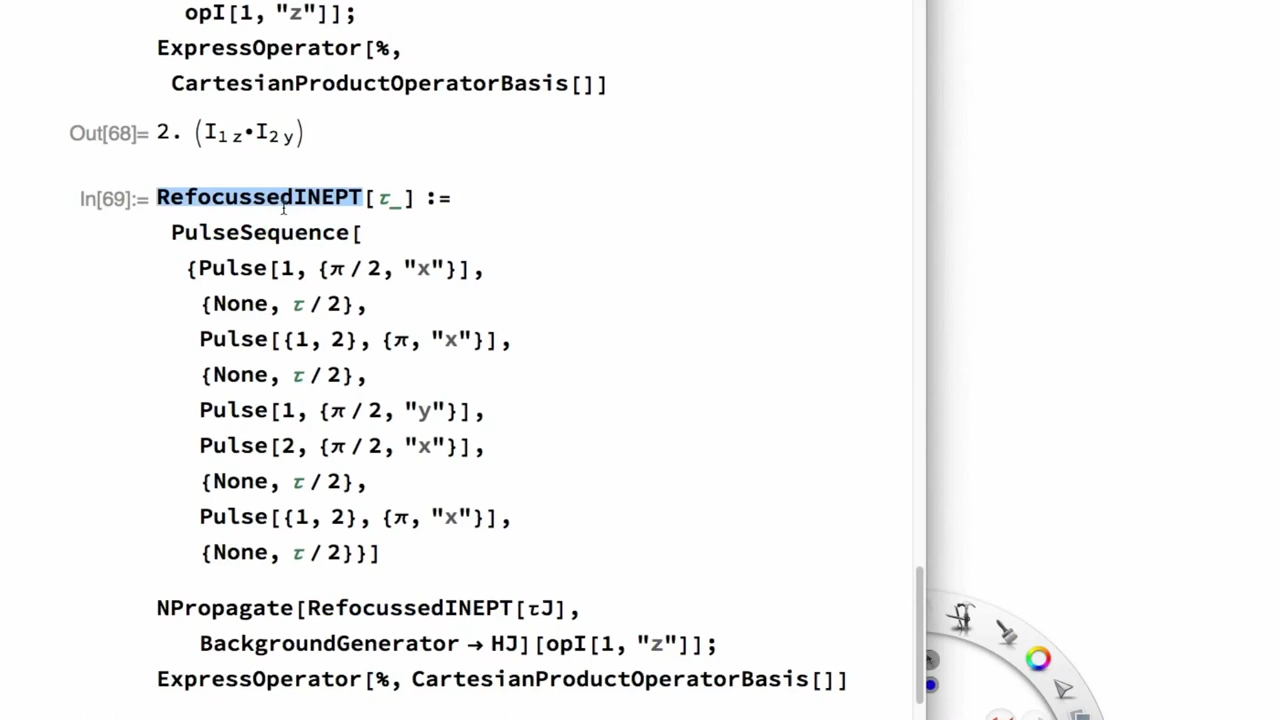 opI[1, "z"]];
ExpressOperator[%,
CartesianProductOperatorBasis[]]
Out[68]= 2. (I1 z•I2 y)
In[69]:= RefocussedINEPT[τ_] :=
PulseSequence[
{Pulse[1, {π / 2, "x"}],
{None, τ / 2},
Pulse[{1, 2}, {π, "x"}],
{None, τ / 2},
Pulse[1, {π / 2, "y"}],
Pulse[2, {π / 2, "x"}],
{None, τ / 2},
Pulse[{1, 2}, {π, "x"}],
{None, τ / 2}}]
NPropagate[RefocussedINEPT[τJ],
BackgroundGenerator → HJ][opI[1, "z"]];
ExpressOperator[%, CartesianProductOperatorBasis[]]